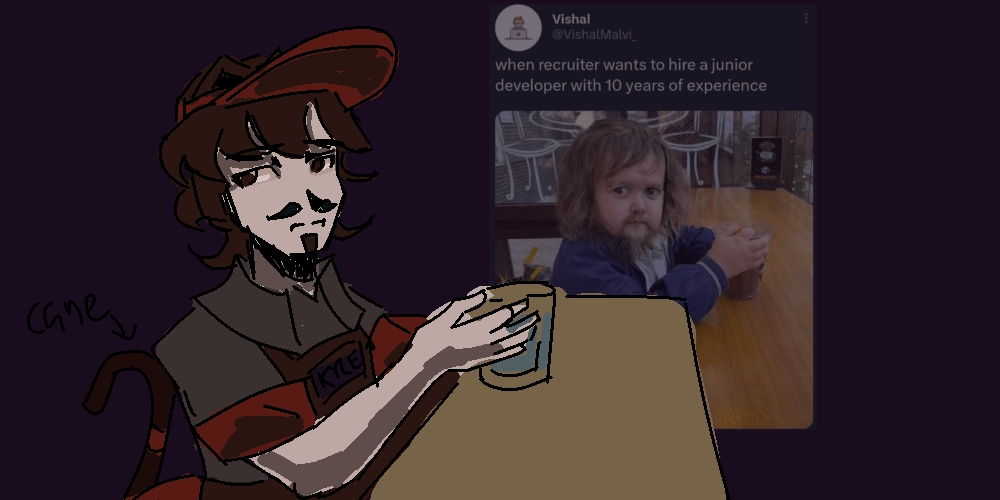 Vishal
@VishalMalvi_
when recruiter wants to hire a junior
developer with 10 years of experience
cane
KYLE